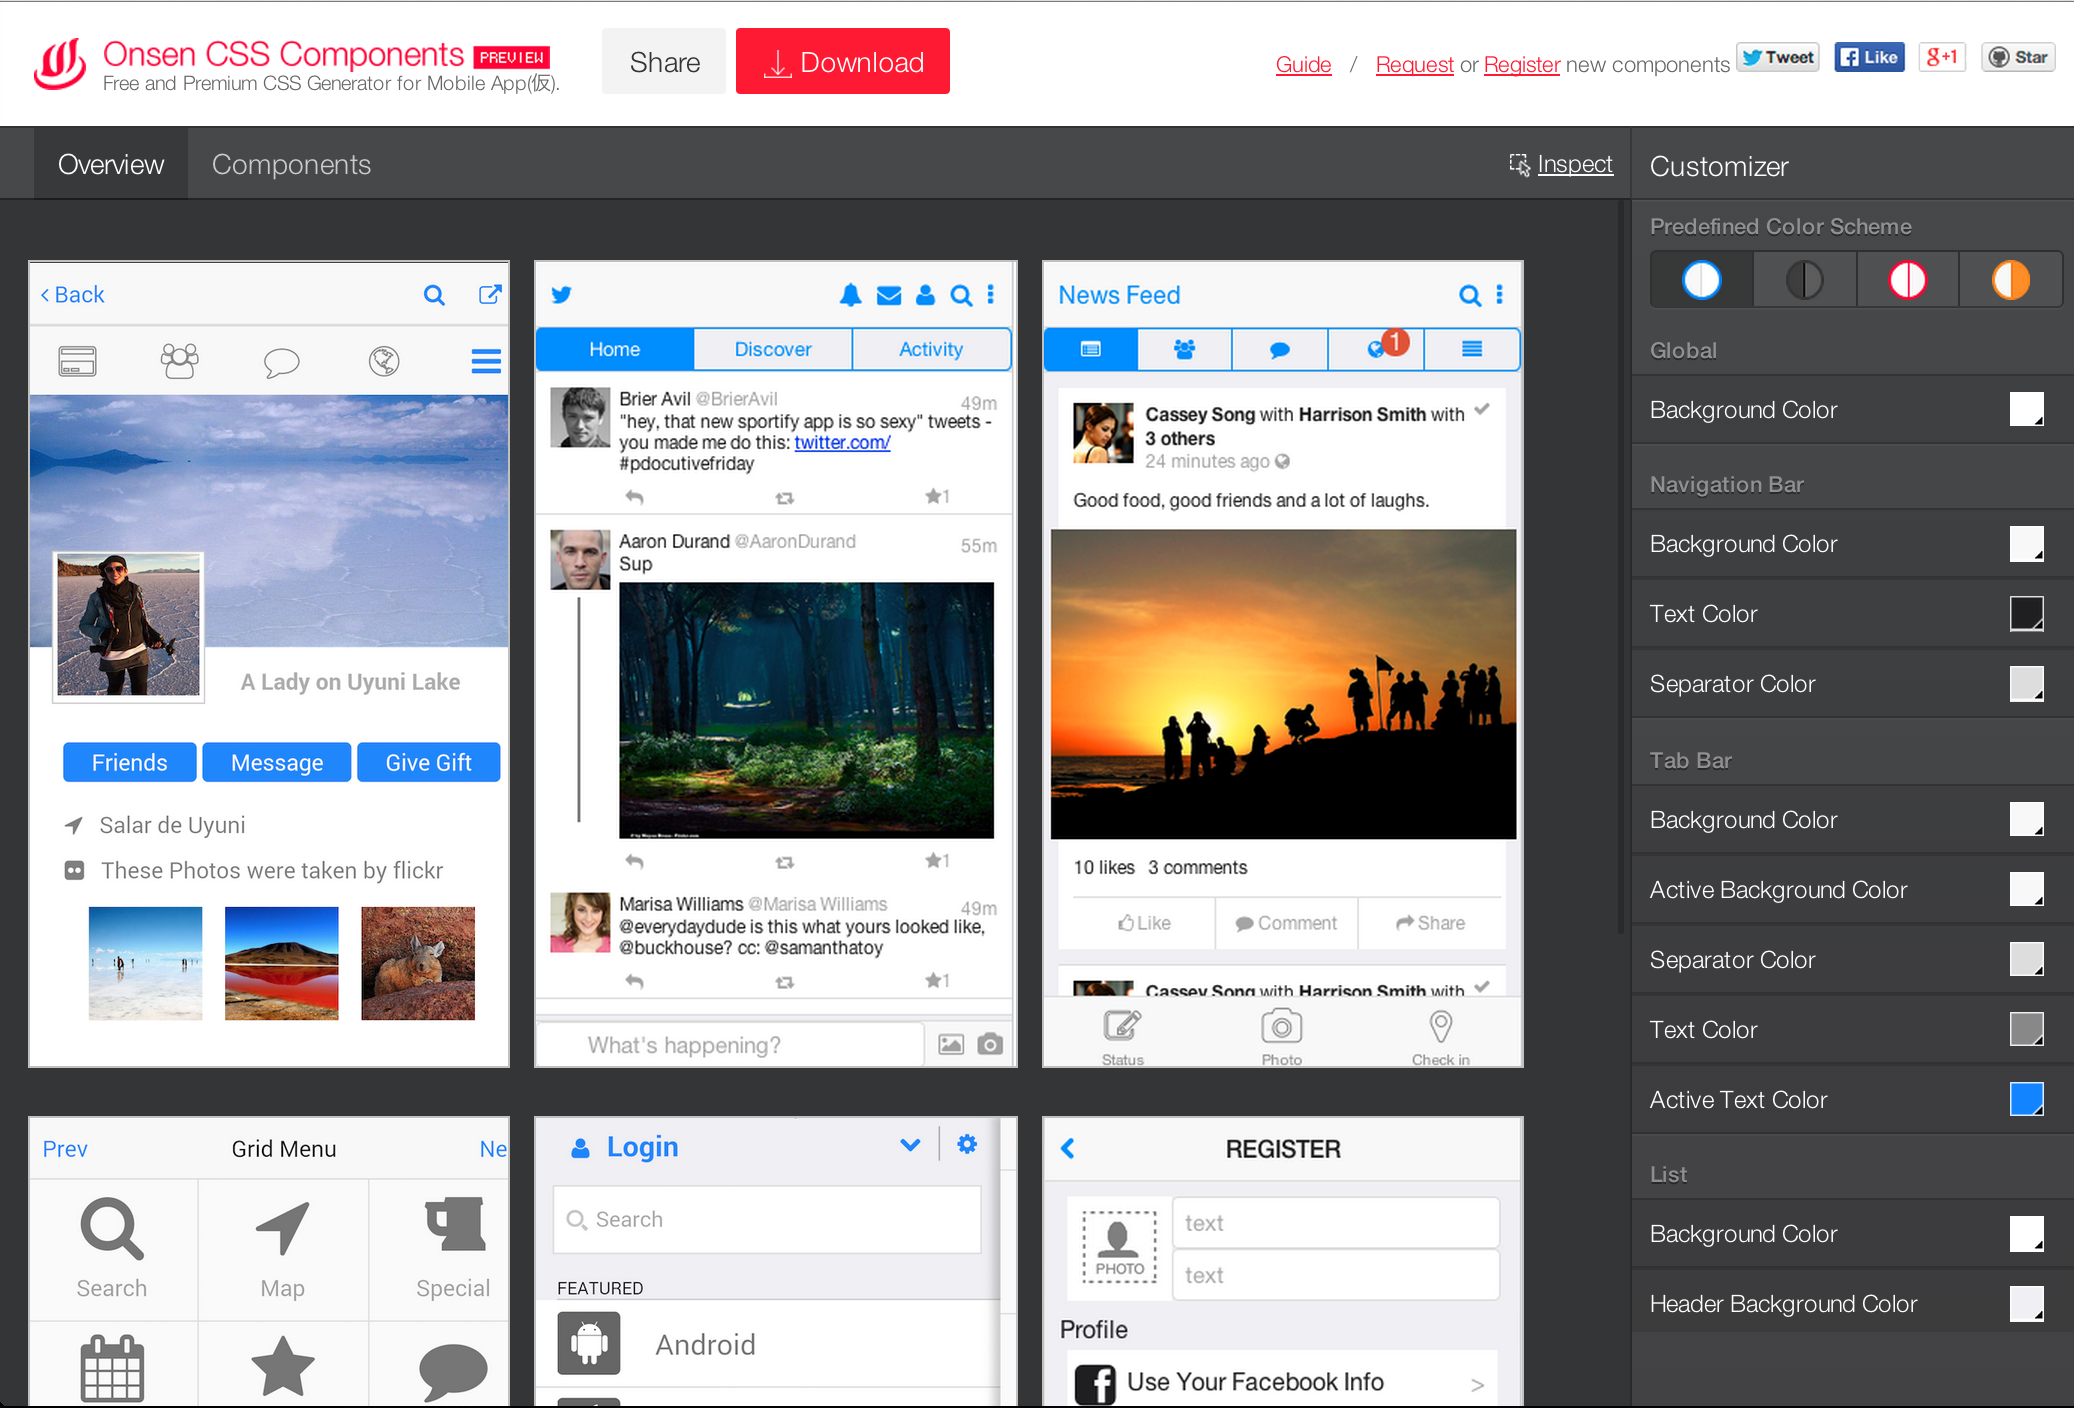 Onsen CSS Components PREVIEW
Free and Premium CSS Generator for Mobile App(仮).
Share
Download
Guide / Request or Register new components
Tweet
Like
g+1
Star
Overview
Components
Inspect
Customizer
Back
A Lady on Uyuni Lake
Friends
Message
Give Gift
Salar de Uyuni
These Photos were taken by flickr
Home
Discover
Activity
Brier Avil @BrierAvil
49m
"hey, that new sportify app is so sexy" tweets -
you made me do this: twitter.com/
#pdocutivefriday
1
Aaron Durand @AaronDurand
55m
Sup
1
Marisa Williams @Marisa Williams
49m
@everydaydude is this what yours looked like,
@buckhouse? cc: @samanthatoy
1
What's happening?
News Feed
1
Cassey Song with Harrison Smith with
3 others
24 minutes ago
Good food, good friends and a lot of laughs.
10 likes 3 comments
Like
Comment
Share
Cassey Song with Harrison Smith with
Status
Photo
Check in
Prev
Grid Menu
Ne
Search
Map
Special
Login
Search
FEATURED
Android
REGISTER
PHOTO
text
text
Profile
f
Use Your Facebook Info
>
Predefined Color Scheme
Global
Background Color
Navigation Bar
Background Color
Text Color
Separator Color
Tab Bar
Background Color
Active Background Color
Separator Color
Text Color
Active Text Color
List
Background Color
Header Background Color